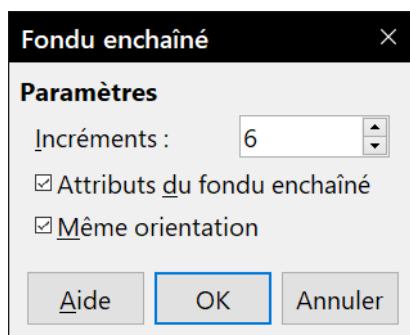 Fondu enchaîné
Paramètres
Incréments : 6
Attributs du fondu enchaîné
Même orientation
Aide OK Annuler